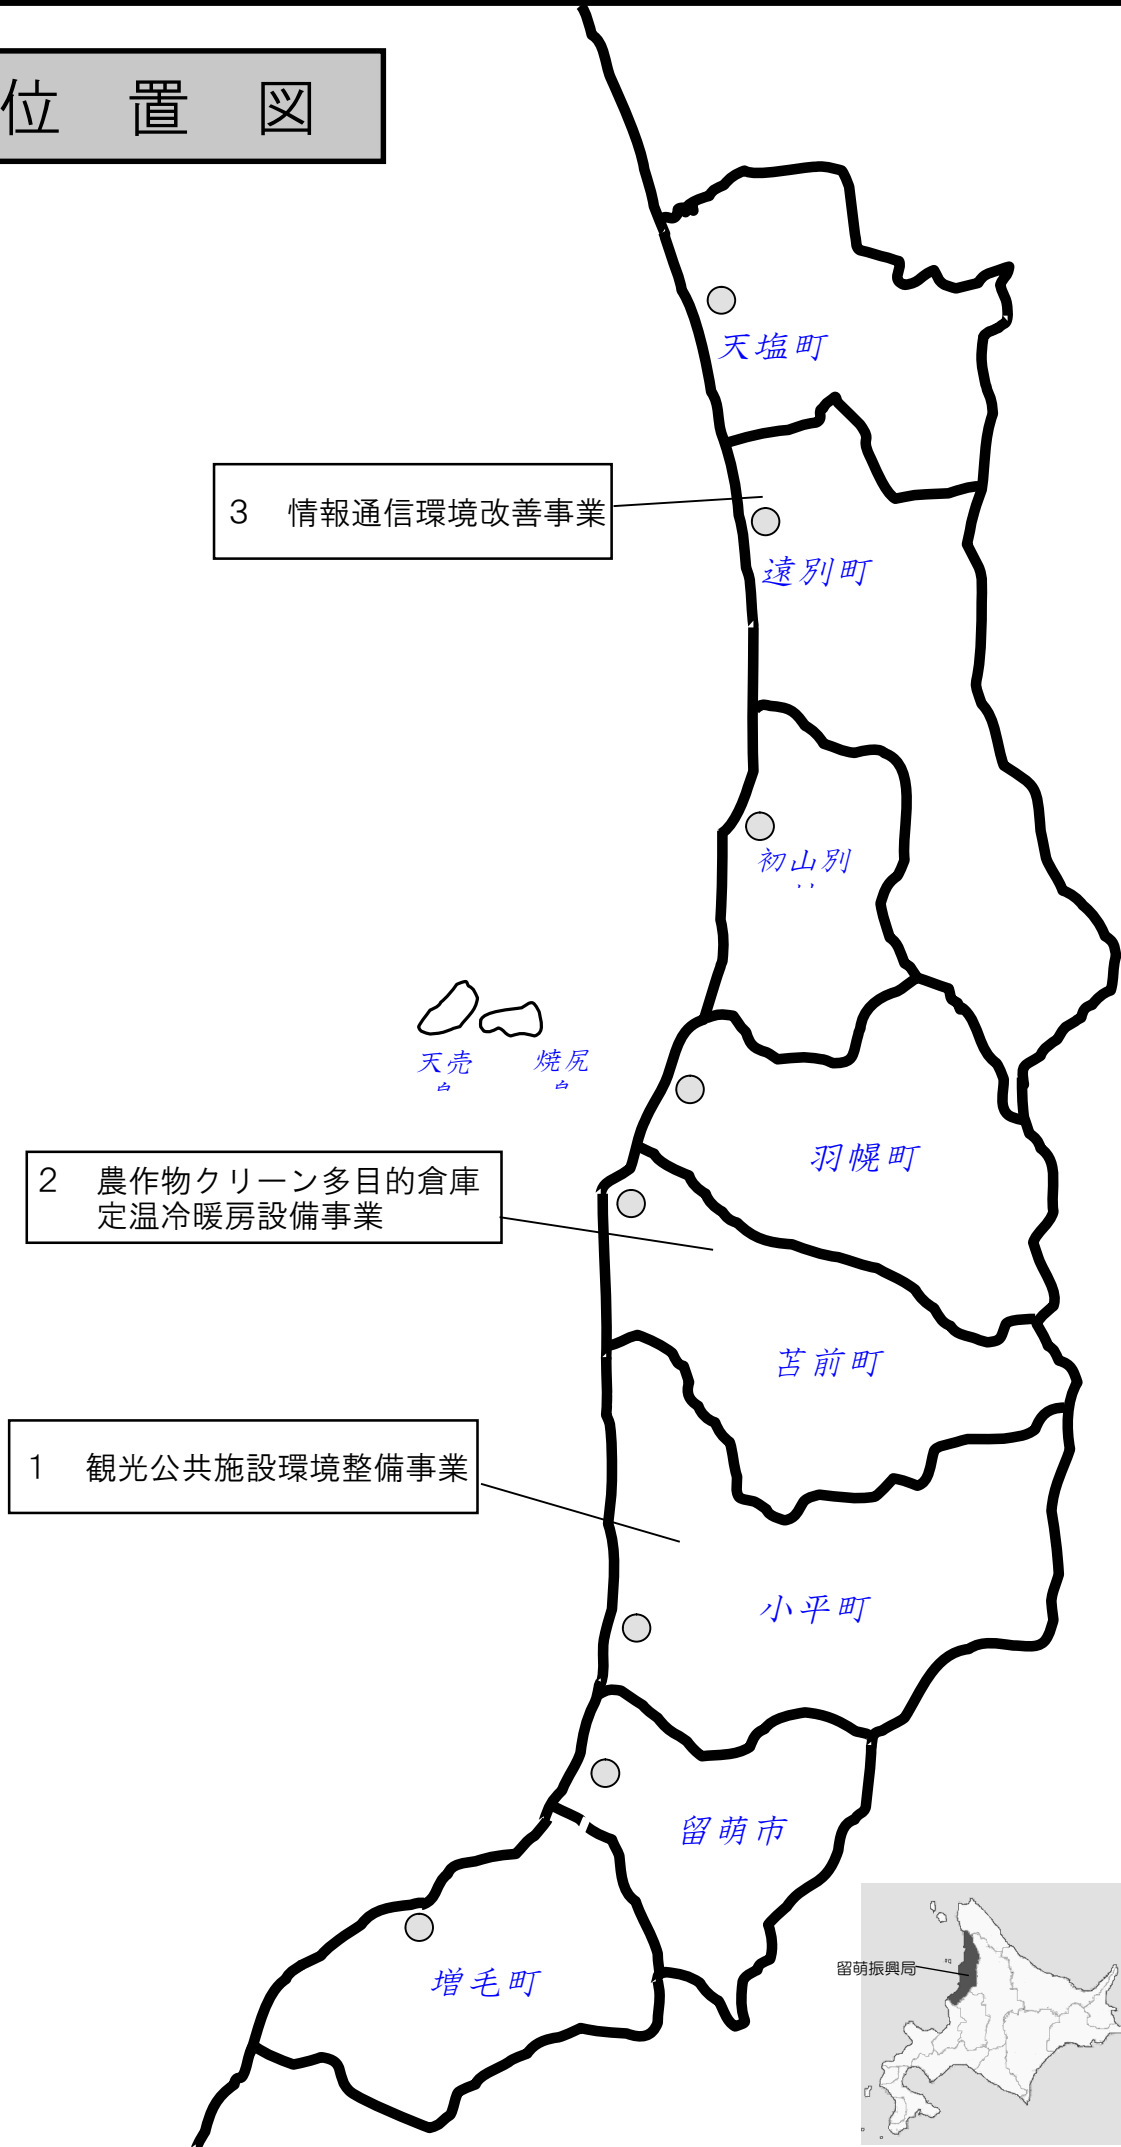 位 置 図
天塩町
3 情報通信環境改善事業
遠別町
初山別
天売
焼尻
羽幌町
2 農作物クリーン多目的倉庫
定温冷暖房設備事業
苫前町
1 観光公共施設環境整備事業
小平町
留萌市
留萌振興局
増毛町